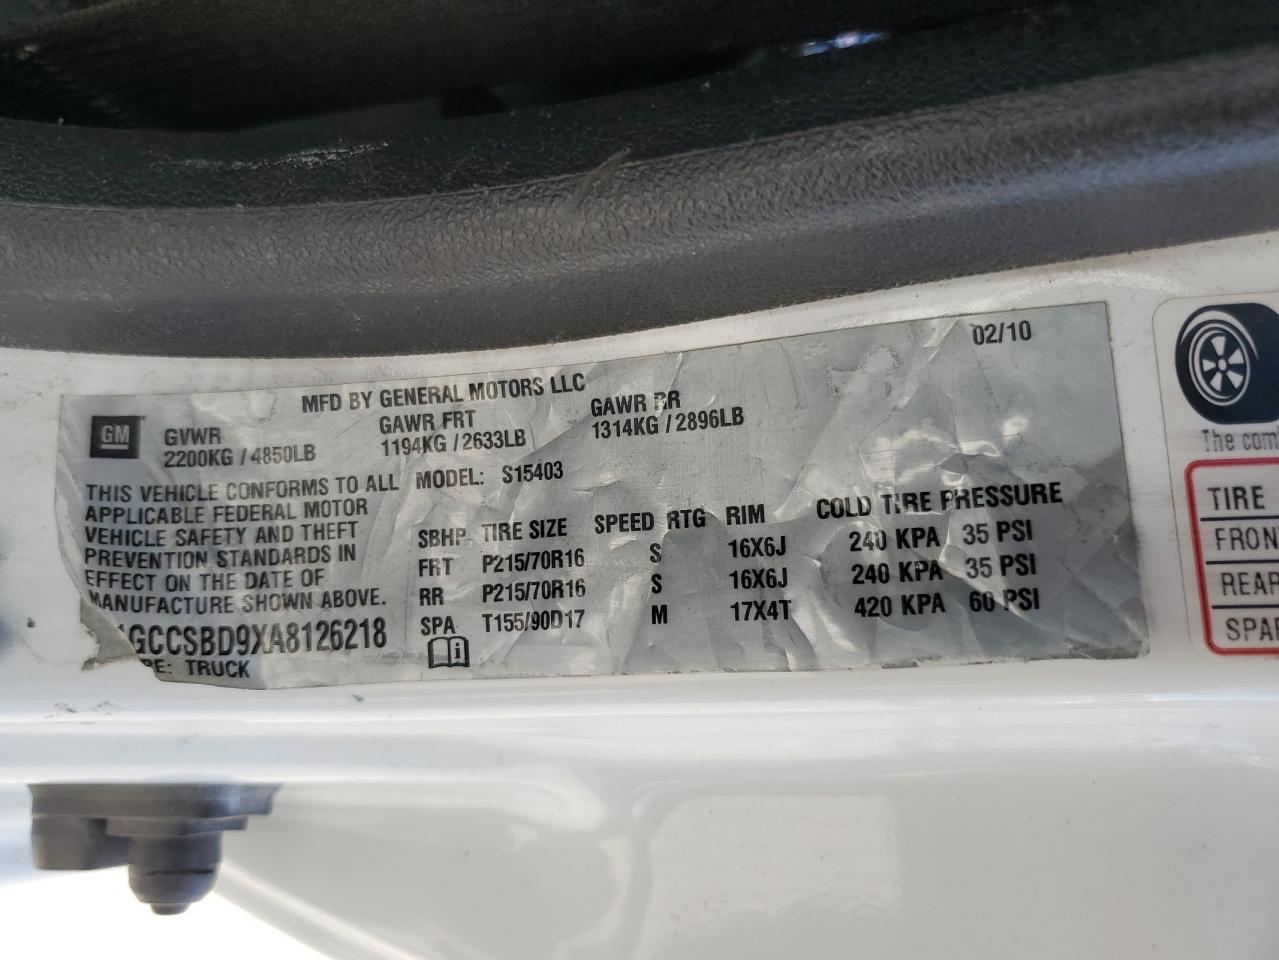 02/10
MFD BY GENERAL MOTORS LLC
GM
GVWR GAWR FRT GAWR RR
2200KG / 4850LB 1194KG / 2633LB 1314KG / 2896LB
THIS VEHICLE CONFORMS TO ALL
APPLICABLE FEDERAL MOTOR
VEHICLE SAFETY AND THEFT
PREVENTION STANDARDS IN
EFFECT ON THE DATE OF
MANUFACTURE SHOWN ABOVE.
1GCCSBD9XA8126218
PE: TRUCK
MODEL: S15403
SBHP TIRE SIZE SPEED RTG RIM COLD TIRE PRESSURE
FRT P215/70R16 S 16X6J 240 KPA 35 PSI
RR P215/70R16 S 16X6J 240 KPA 35 PSI
SPA T155/90D17 M 17X4T 420 KPA 60 PSI
The com
TIRE
FRON
REAR
SPAR